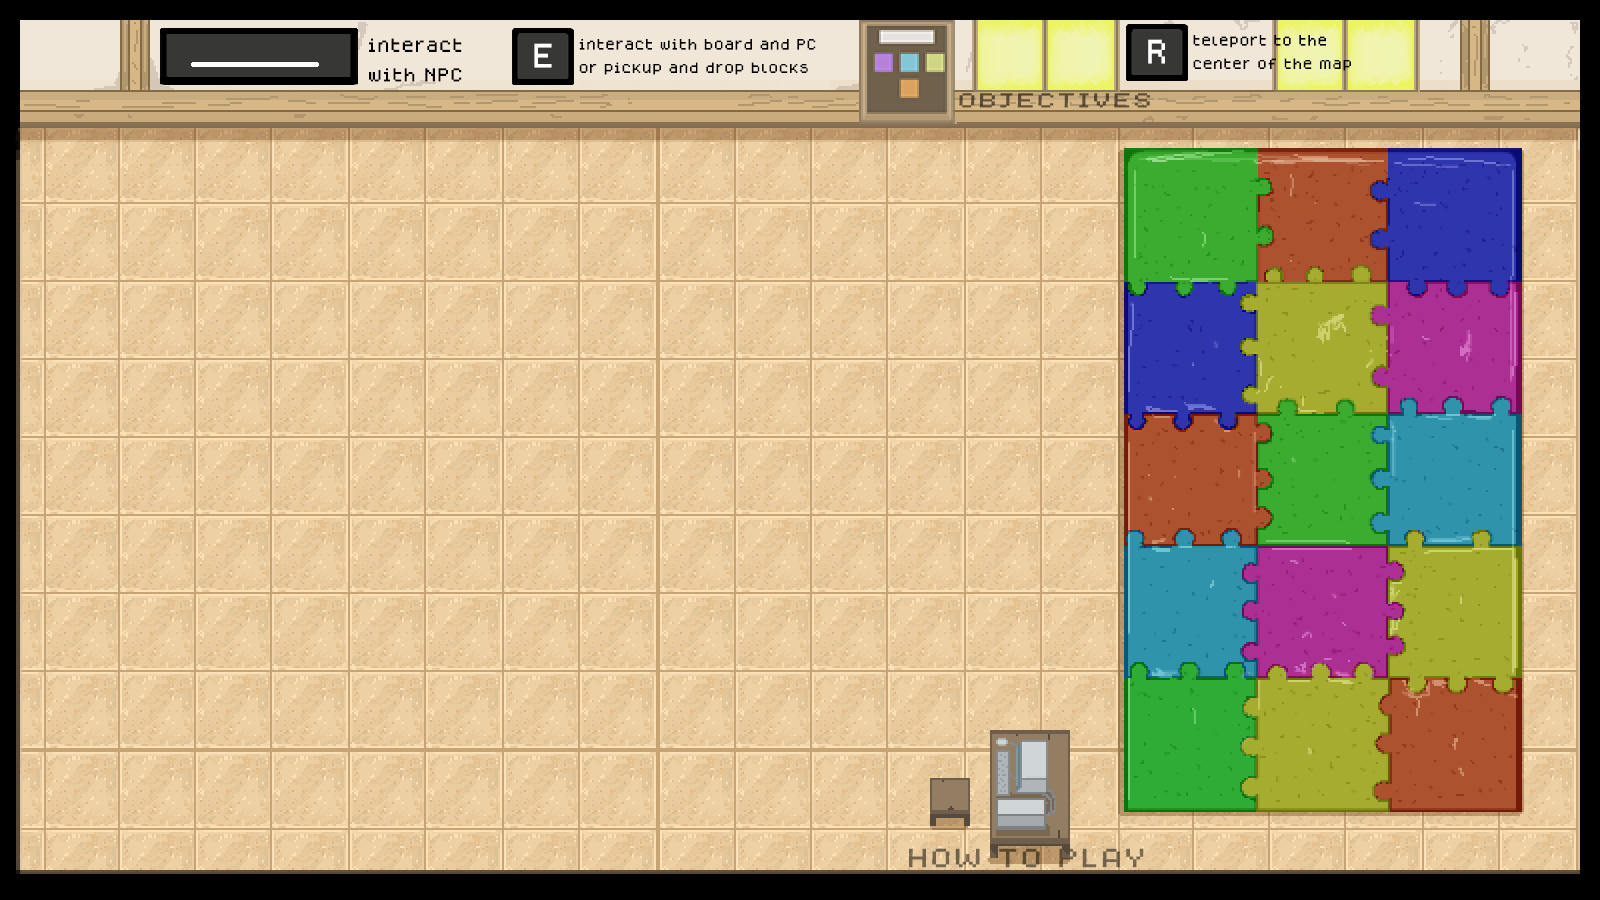 interact
with NPC
E
interact with board and PC
or pickup and drop blocks
R
teleport to the
center of the map
OBJECTIVES
HOW TO PLAY